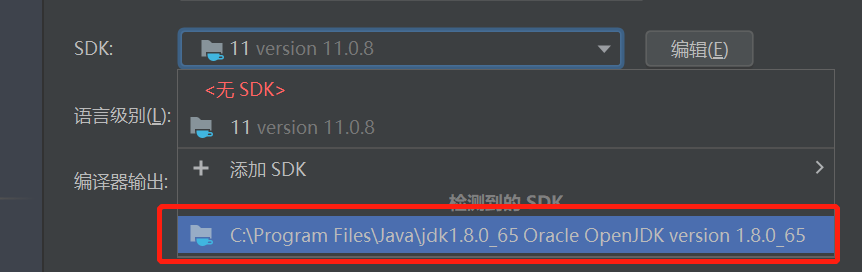 SDK:
11 version 11.0.8
编辑(E)
<无 SDK>
语言级别(L):
11 version 11.0.8
添加 SDK
编译器输出:
检测到的 SDK
C:\Program Files\Java\jdk1.8.0_65 Oracle OpenJDK version 1.8.0_65